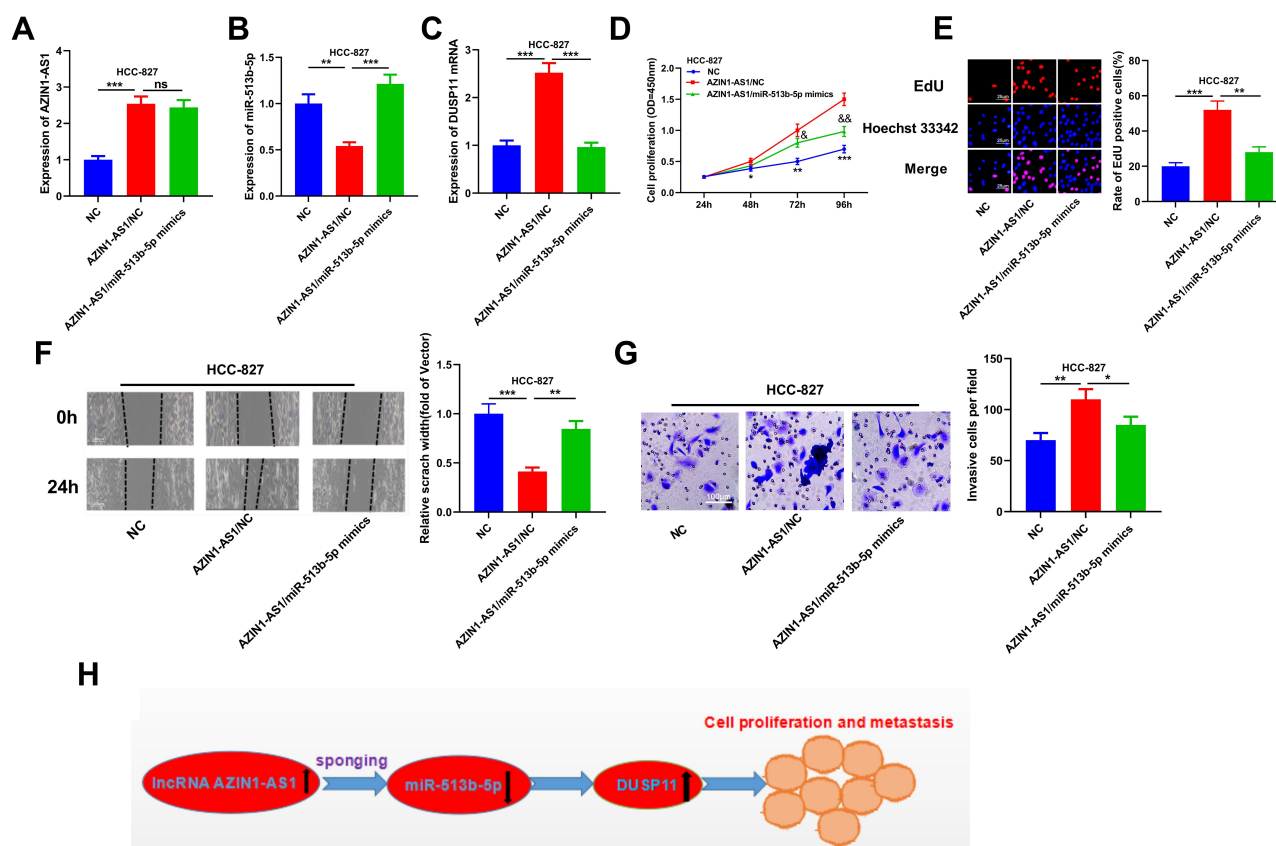 A
Expression of AZIN1-AS1
HCC-827
*** ns
4
3
2
1
0
NC
AZIN1-AS1/NC
AZIN1-AS1/miR-513b-5p mimics
B
Expression of miR-513b-5p
HCC-827
** ***
1.5
1.0
0.5
0.0
NC
AZIN1-AS1/NC
AZIN1-AS1/miR-513b-5p mimics
C
Expression of DUSP11 mRNA
HCC-827
*** ***
3
2
1
0
NC
AZIN1-AS1/NC
AZIN1-AS1/miR-513b-5p mimics
D
Cell proliferation (OD=450nm)
HCC-827
NC
AZIN1-AS1/NC
AZIN1-AS1/miR-513b-5p mimics
2.0
1.5
1.0
0.5
0.0
&&
&
*
**
***
24h 48h 72h 96h
E
EdU
Hoechst 33342
Merge
25μm
25μm
25μm
NC
AZIN1-AS1/NC
AZIN1-AS1/miR-513b-5p mimics
Rate of EdU positive cells(%)
HCC-827
*** **
80
60
40
20
0
NC
AZIN1-AS1/NC
AZIN1-AS1/miR-513b-5p mimics
F
HCC-827
0h
24h
NC
AZIN1-AS1/NC
AZIN1-AS1/miR-513b-5p mimics
Relative scrach width(fold of Vector)
HCC-827
*** **
1.5
1.0
0.5
0.0
NC
AZIN1-AS1/NC
AZIN1-AS1/miR-513b-5p mimics
G
HCC-827
100μm
NC
AZIN1-AS1/NC
AZIN1-AS1/miR-513b-5p mimics
Invasive cells per field
HCC-827
** *
150
100
50
0
NC
AZIN1-AS1/NC
AZIN1-AS1/miR-513b-5p mimics
H
Cell proliferation and metastasis
sponging
lncRNA AZIN1-AS1
miR-513b-5p
DUSP11